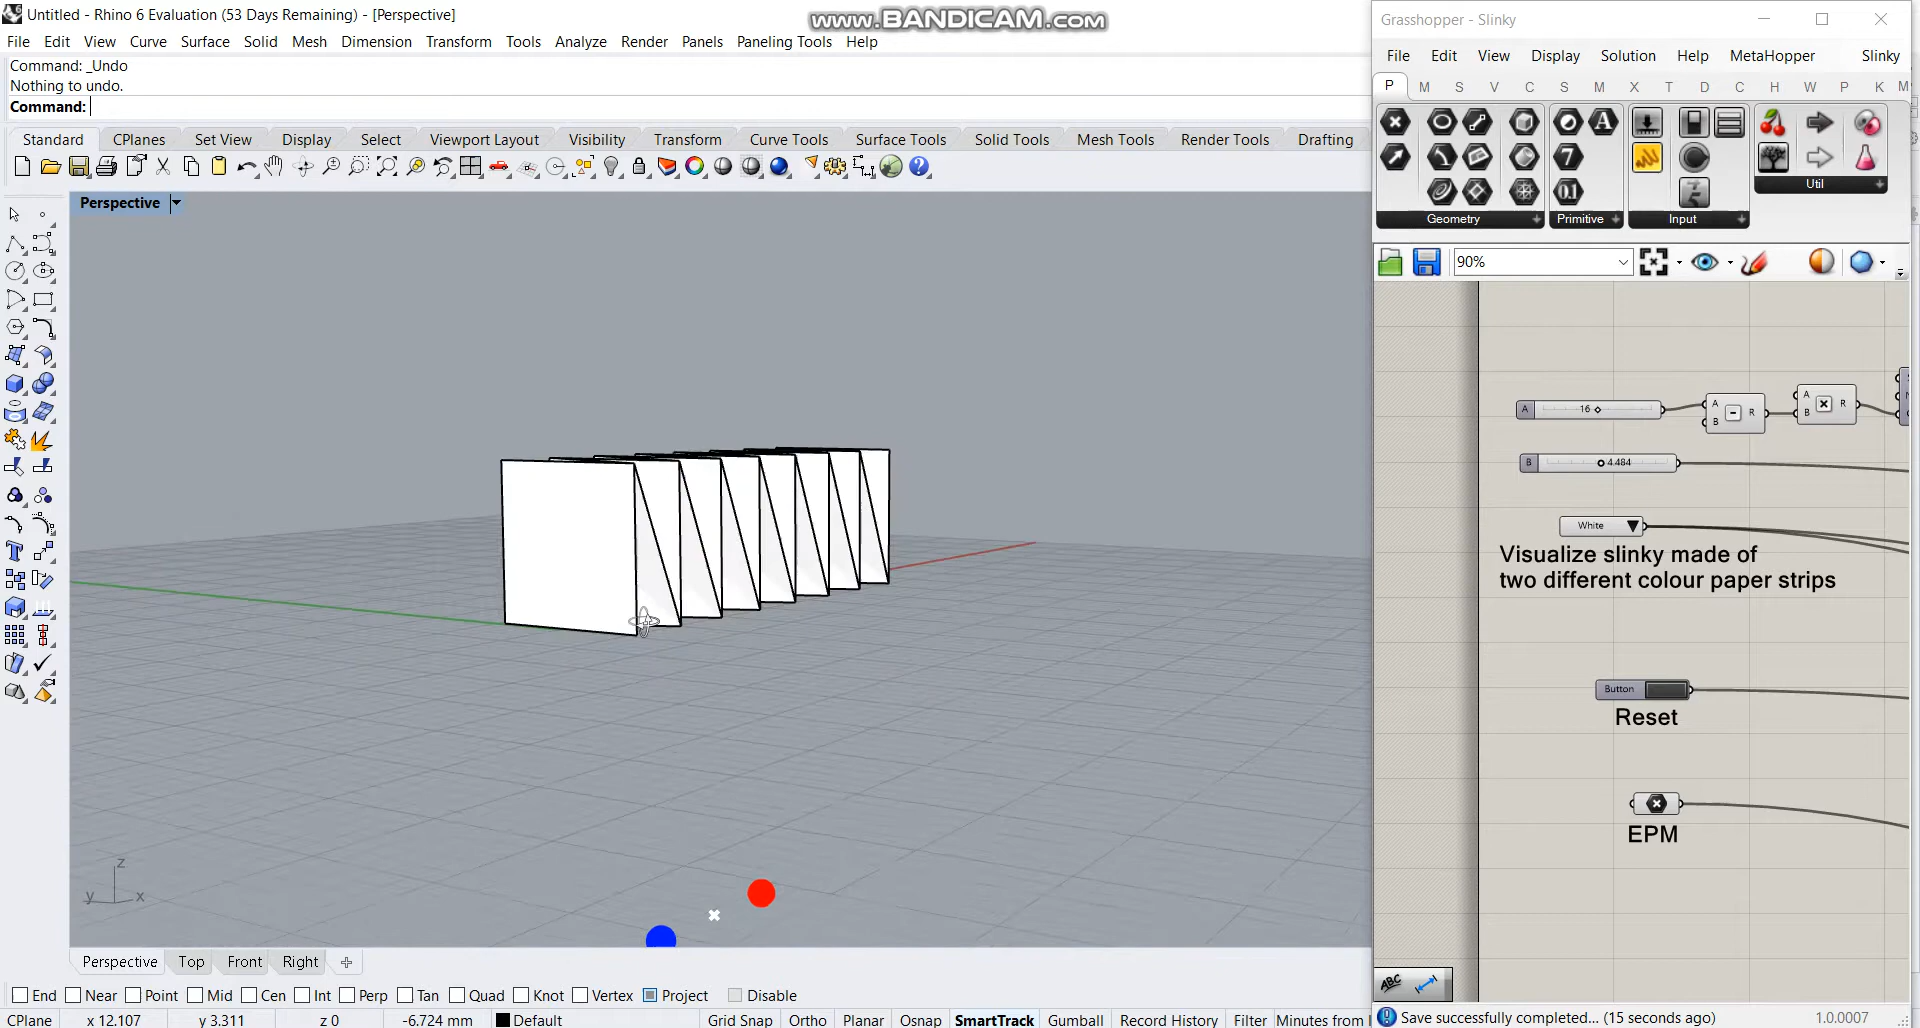 Untitled - Rhino 6 Evaluation (53 Days Remaining) - [Perspective]
www.BANDICAM.com
File Edit View Curve Surface Solid Mesh Dimension Transform Tools Analyze Render Panels Paneling Tools Help
Command: _Undo
Nothing to undo.
Command:
Standard CPlanes Set View Display Select Viewport Layout Visibility Transform Curve Tools Surface Tools Solid Tools Mesh Tools Render Tools Drafting
Perspective
z
y x
Perspective Top Front Right
End Near Point Mid Cen Int Perp Tan Quad Knot Vertex Project Disable
CPlane x 12.107 y 3.311 z 0 -6.724 mm Default Grid Snap Ortho Planar Osnap SmartTrack Gumball Record History Filter Minutes from
Grasshopper - Slinky
File Edit View Display Solution Help MetaHopper Slinky
P M S V C S M X T D C H W P K M
Geometry Primitive Input Util
90%
A 16
A B R
A B R
B 4.484
White
Visualize slinky made of
two different colour paper strips
Button
Reset
EPM
ABC
Save successfully completed... (15 seconds ago) 1.0.0007